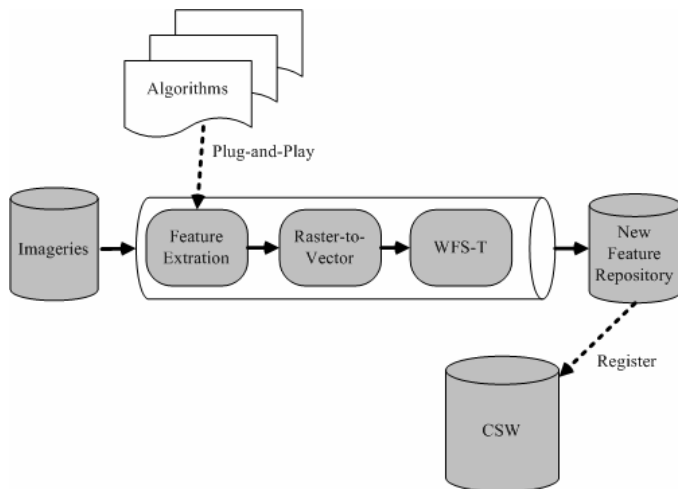 Algorithms
Plug-and-Play
Imageries
Feature
Extration
Raster-to-
Vector
WFS-T
New
Feature
Repository
Register
CSW